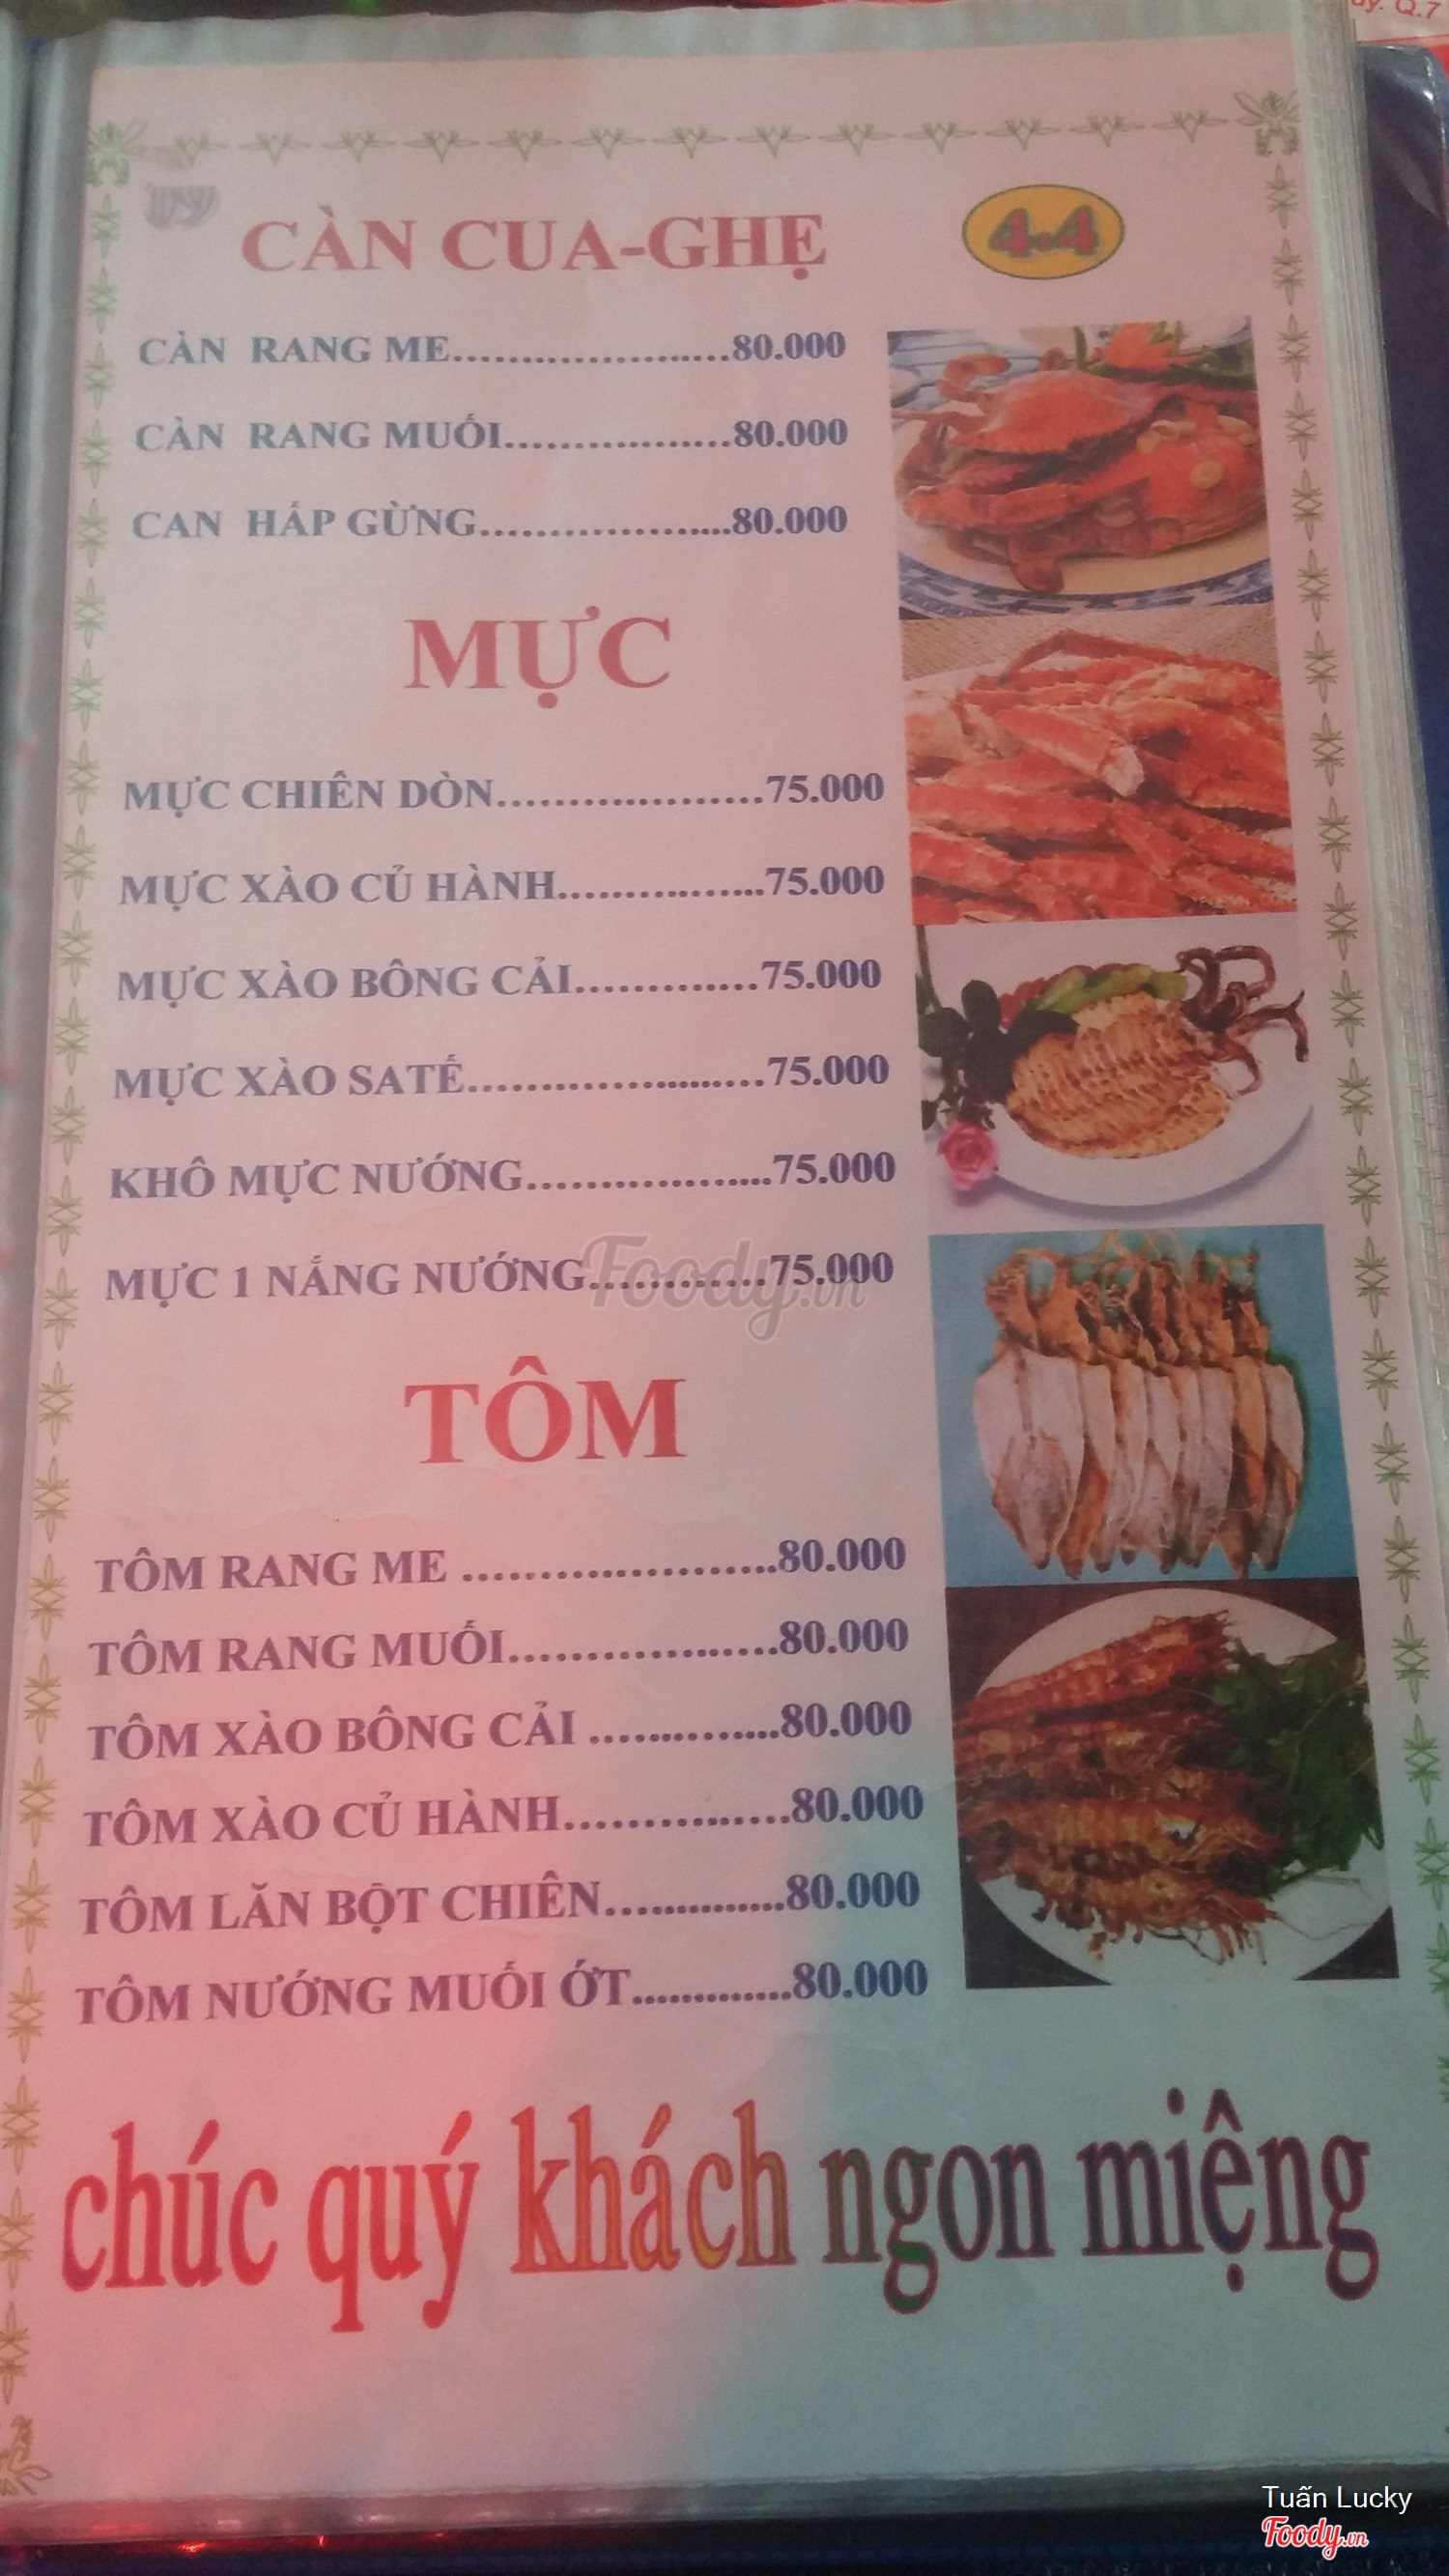 ay. Q.7
CÀN CUA-GHẸ
4.4
CÀN RANG ME........................80.000
CÀN RANG MUỐI....................80.000
CAN HẤP GỪNG.....................80.000
MỰC
MỰC CHIÊN DÒN......................75.000
MỰC XÀO CỦ HÀNH..................75.000
MỰC XÀO BÔNG CẢI................75.000
MỰC XÀO SATẾ........................75.000
KHÔ MỰC NƯỚNG.....................75.000
MỰC 1 NẮNG NƯỚNG...............75.000
Foody.vn
TÔM
TÔM RANG ME ........................80.000
TÔM RANG MUỐI.....................80.000
TÔM XÀO BÔNG CẢI ...............80.000
TÔM XÀO CỦ HÀNH..................80.000
TÔM LĂN BỘT CHIÊN...............80.000
TÔM NƯỚNG MUỐI ỚT.............80.000
chúc quý khách ngon miệng
Tuấn Lucky
Foody.vn